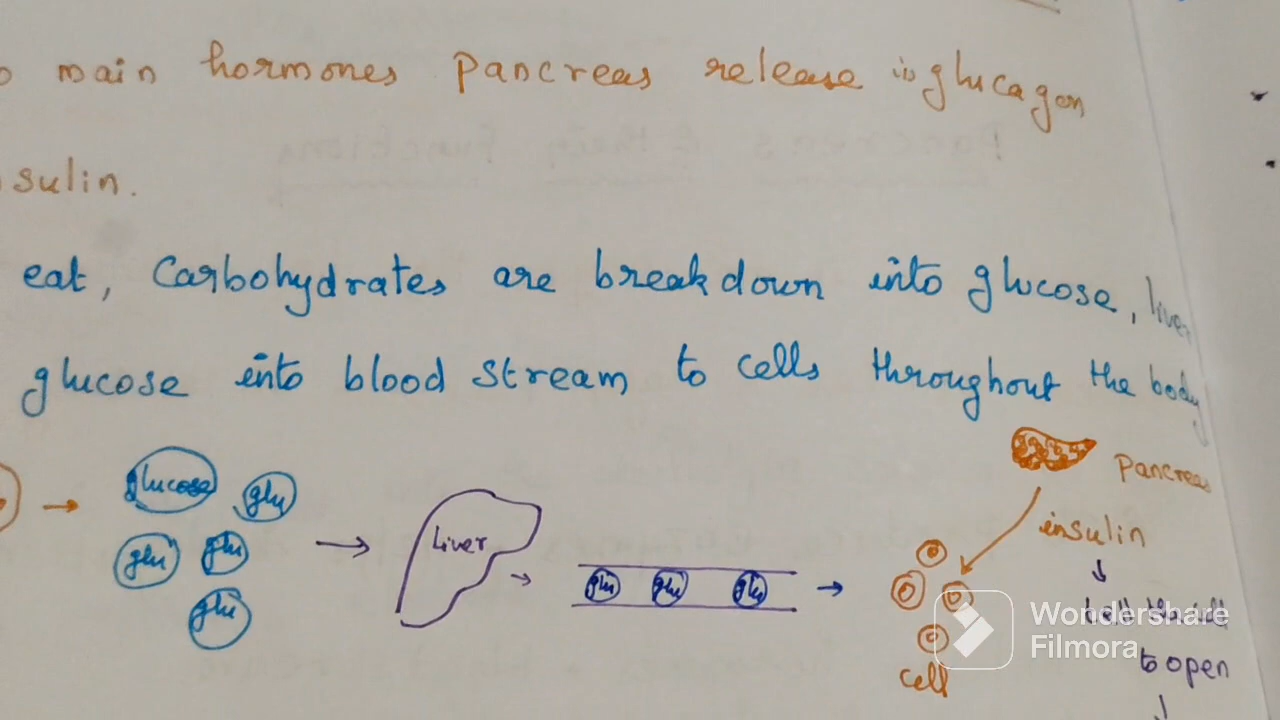 main hormones pancreas release is glucagon
sulin.
eat, carbohydrates are breakdown into glucose, liver
glucose into blood stream to cells throughout the body
glucose glu
glu glu
glu
Liver
glu glu glu
Pancreas
insulin
cell
to open
Wondershare
Filmora